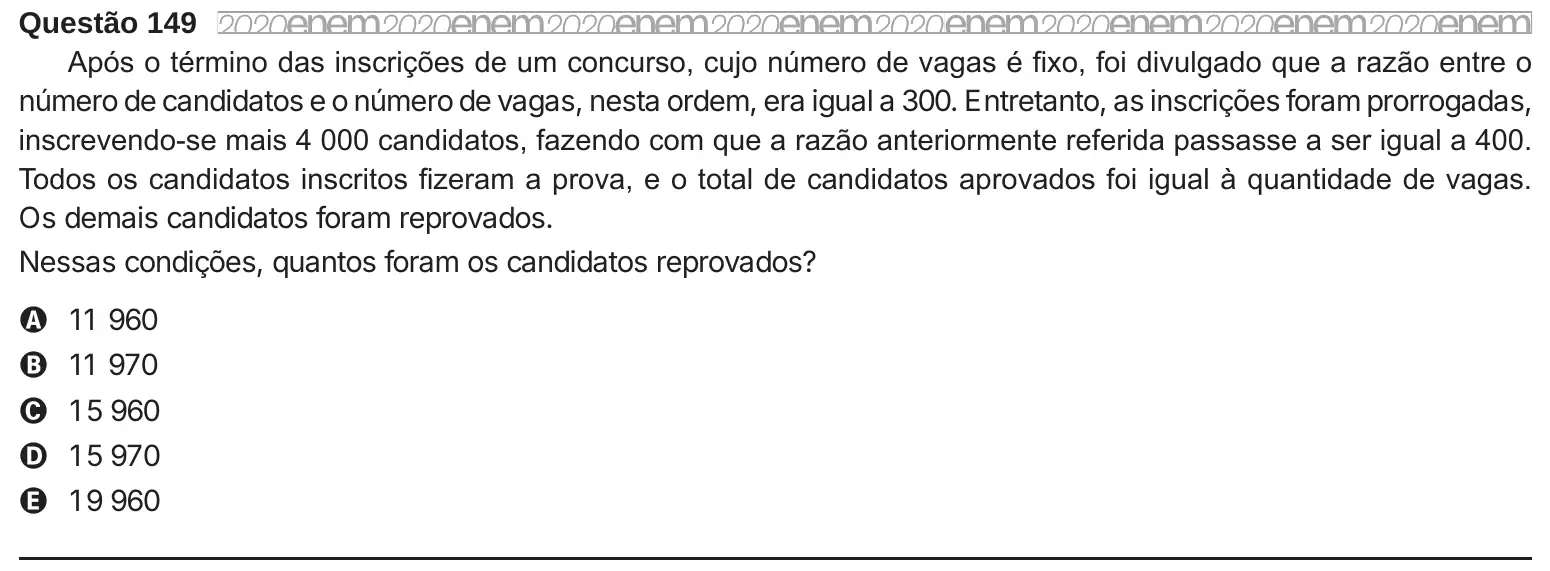 Questão 149 2020enem2020enem2020enem2020enem2020enem2020enem2020enem2020enem
Após o término das inscrições de um concurso, cujo número de vagas é fixo, foi divulgado que a razão entre o
número de candidatos e o número de vagas, nesta ordem, era igual a 300. Entretanto, as inscrições foram prorrogadas,
inscrevendo-se mais 4 000 candidatos, fazendo com que a razão anteriormente referida passasse a ser igual a 400.
Todos os candidatos inscritos fizeram a prova, e o total de candidatos aprovados foi igual à quantidade de vagas.
Os demais candidatos foram reprovados.
Nessas condições, quantos foram os candidatos reprovados?
A 11 960
B 11 970
C 15 960
D 15 970
E 19 960